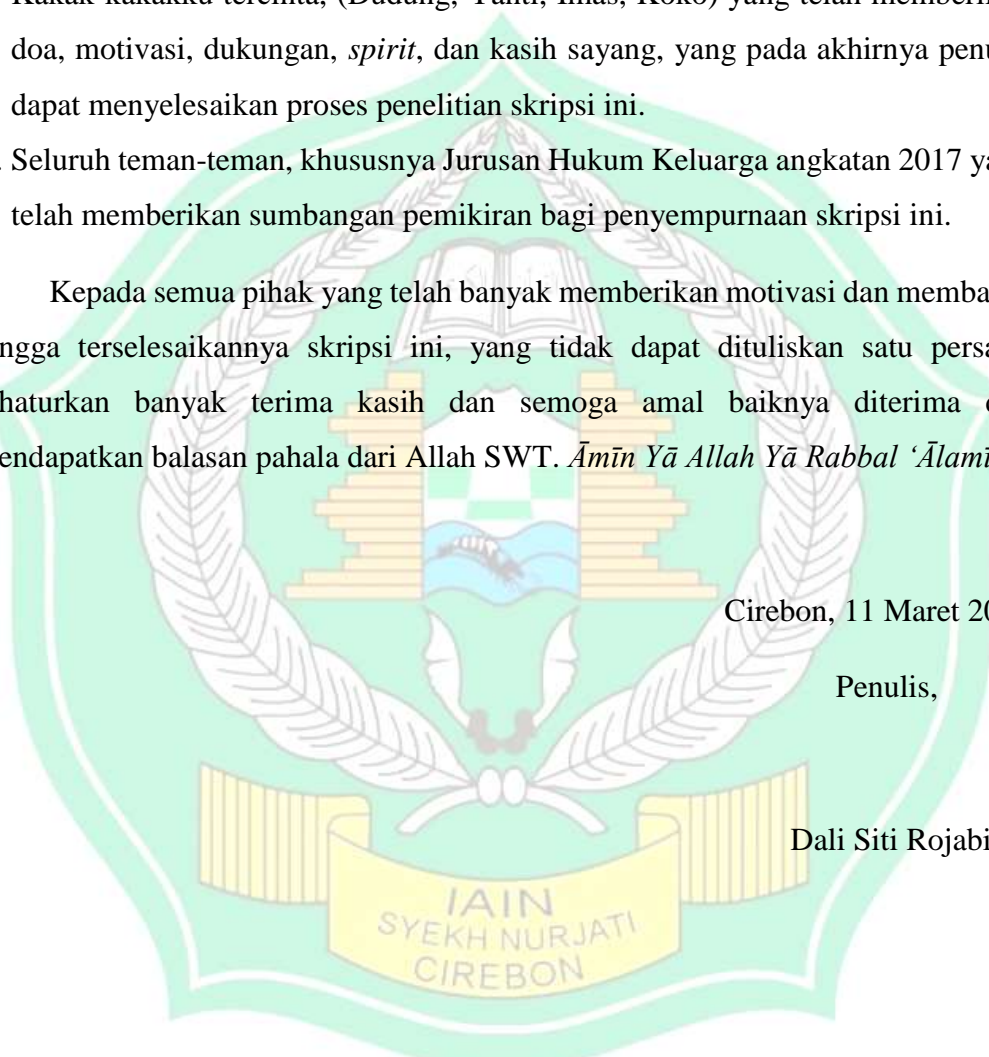 Kakak-kakakku tercinta, (Dudung, Koko) yang telah memberi
doa, motivasi, dukungan, spirit, dan kasih sayang, yang pada akhirnya penu
dapat menyelesaikan proses penelitian skripsi ini.
. Seluruh teman-teman, khususnya Jurusan Hukum Keluarga angkatan 2017 ya
telah memberikan sumbangan pemikiran bagi penyempurnaan skripsi ini.
Kepada semua pihak yang telah banyak memberikan motivasi dan memba
ngga terselesaikannya skripsi ini, yang tidak dapat dituliskan satu persa
haturkan banyak terima kasih dan semoga amal baiknya diterima
endapatkan balasan pahala dari Allah SWT. Āmīn Yā Allah Yā Rabbal ‘Ālamī
Cirebon, 11 Maret 20
Penulis,
Dali Siti Rojabi
IAIN
SYEKH NURJATI
CIREBON